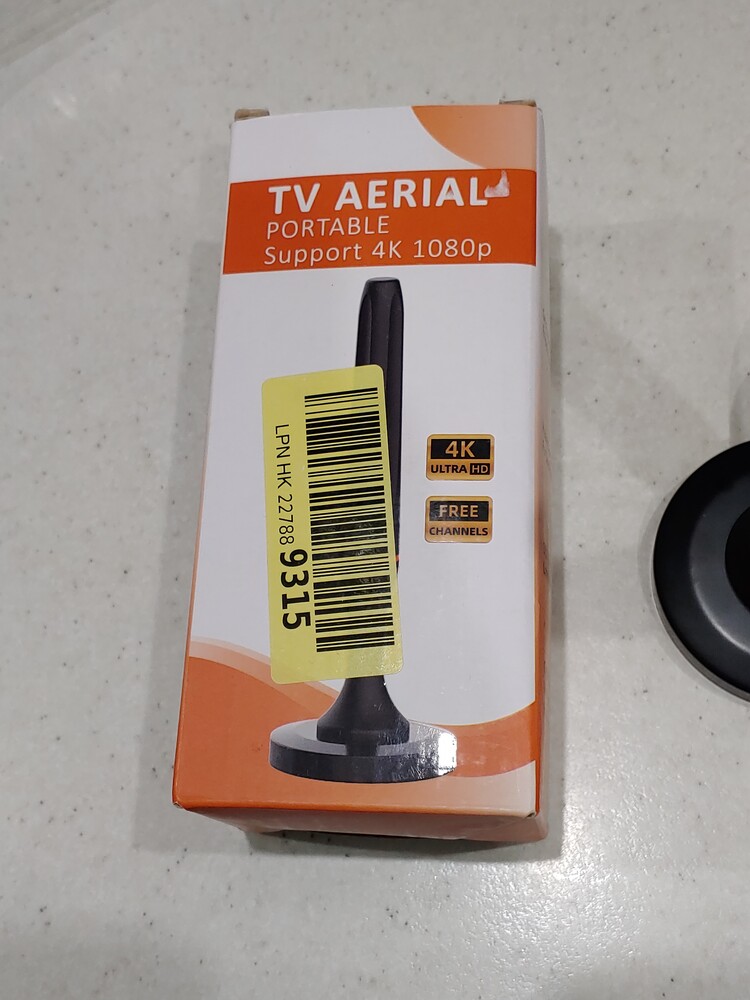 TV AERIAL
PORTABLE
Support 4K 1080p
4K
ULTRA HD
FREE
CHANNELS
LPN HK 22788 9315